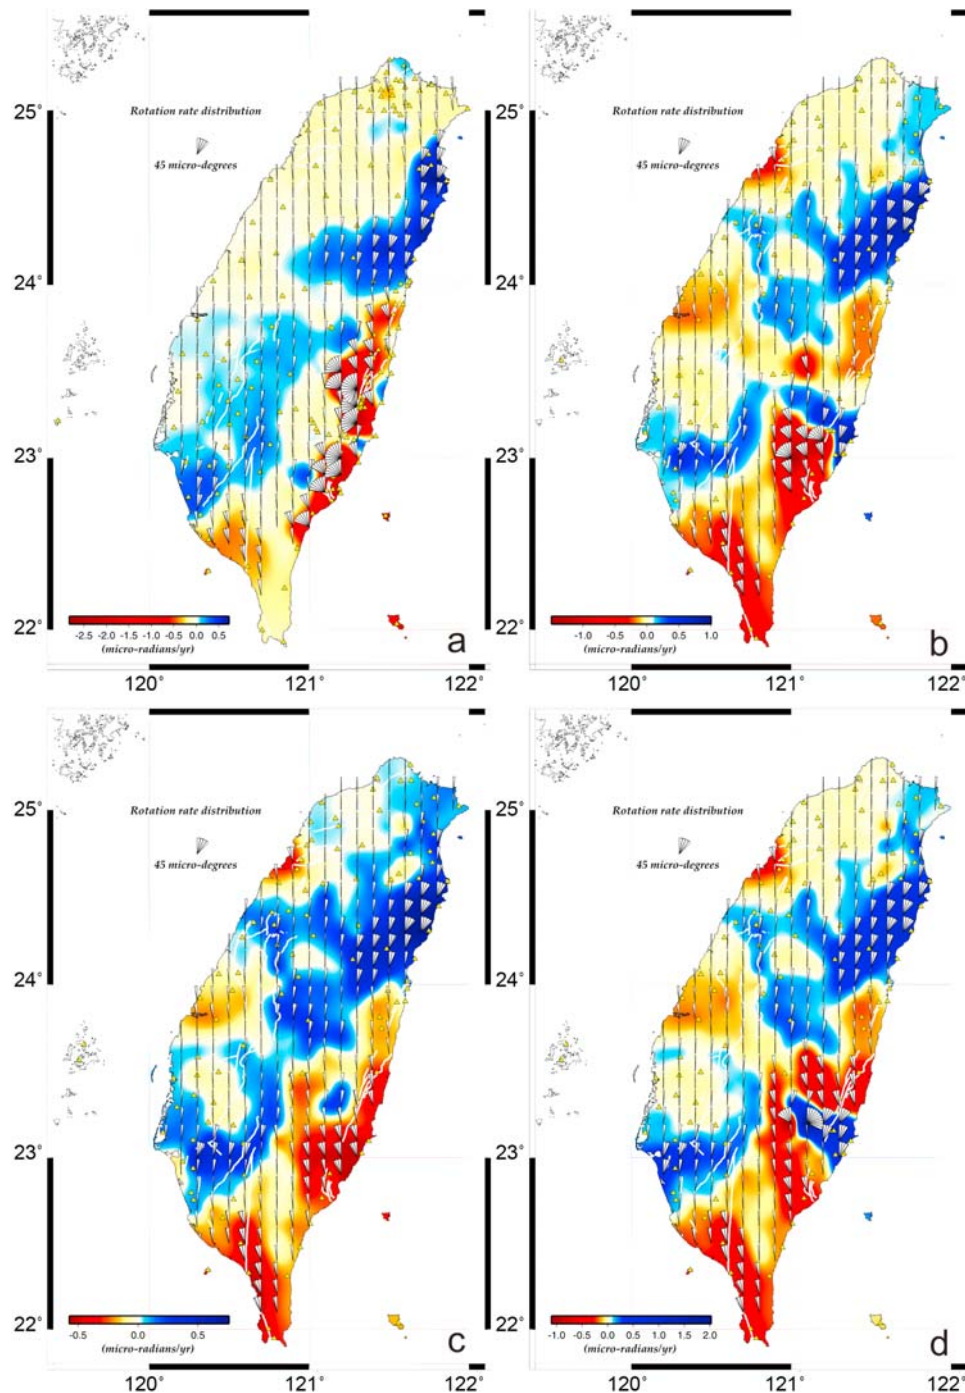 25°
Rotation rate distribution
45 micro-degrees
24°
23°
22°
-2.5 -2.0 -1.5 -1.0 -0.5 0.0 0.5
(micro-radians/yr)
a
120° 121° 122°
25°
Rotation rate distribution
45 micro-degrees
24°
23°
22°
-1.0 -0.5 0.0 0.5 1.0
(micro-radians/yr)
b
120° 121° 122°
25°
Rotation rate distribution
45 micro-degrees
24°
23°
22°
-0.5 0.0 0.5
(micro-radians/yr)
c
120° 121° 122°
25°
Rotation rate distribution
45 micro-degrees
24°
23°
22°
-1.0 -0.5 0.0 0.5 1.0 1.5 2.0
(micro-radians/yr)
d
120° 121° 122°